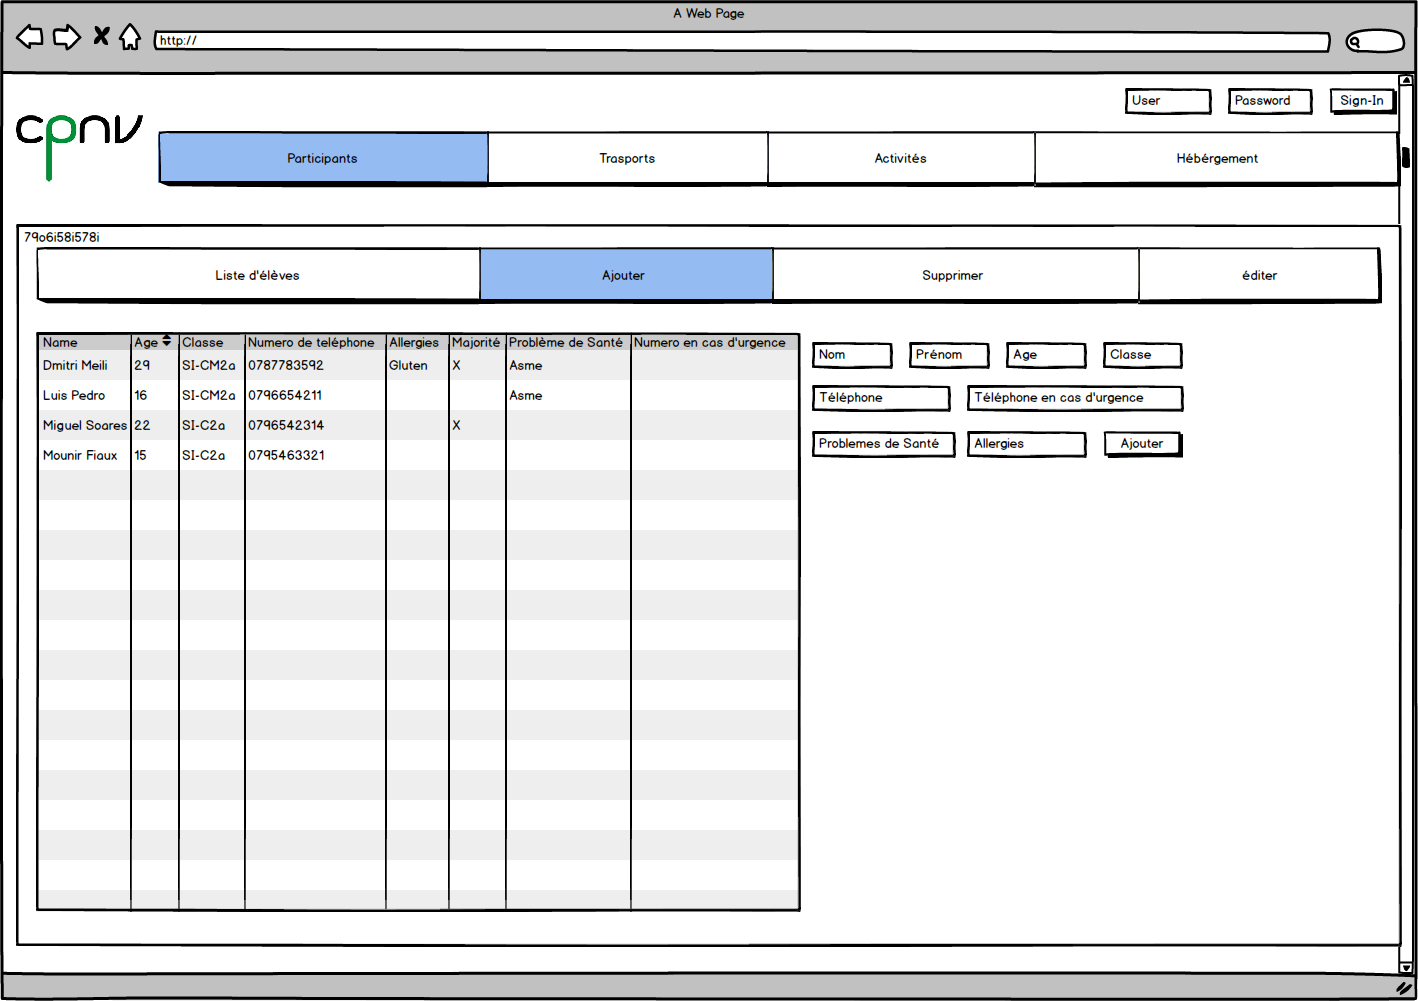 A Web Page
http://
User Password Sign-In
cpnv
Participants Trasports Activités Hébérgement
79o6i58i578i
Liste d'élèves Ajouter Supprimer éditer
Name Age Classe Numero de teléphone Allergies Majorité Problème de Santé Numero en cas d'urgence
Dmitri Meili 29 SI-CM2a 0787783592 Gluten X Asme
Luis Pedro 16 SI-CM2a 0796654211 Asme
Miguel Soares 22 SI-C2a 0796542314 X
Mounir Fiaux 15 SI-C2a 0795463321
Nom Prénom Age Classe
Téléphone Téléphone en cas d'urgence
Problemes de Santé Allergies Ajouter